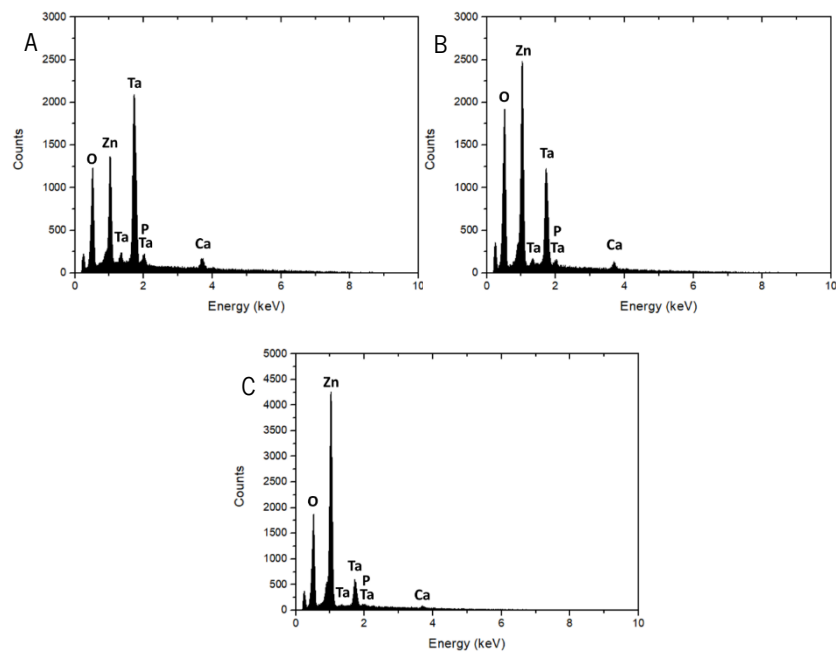 A
3000
2500
2000
1500
1000
500
0
Counts
O
Zn
Ta
Ta
P
Ta
Ca
0 2 4 6 8 10
Energy (keV)
B
3000
2500
2000
1500
1000
500
0
Counts
O
Zn
Ta
Ta
P
Ta
Ca
0 2 4 6 8 10
Energy (keV)
C
5000
4500
4000
3500
3000
2500
2000
1500
1000
500
0
Counts
O
Zn
Ta
Ta
P
Ta
Ca
0 2 4 6 8 10
Energy (keV)